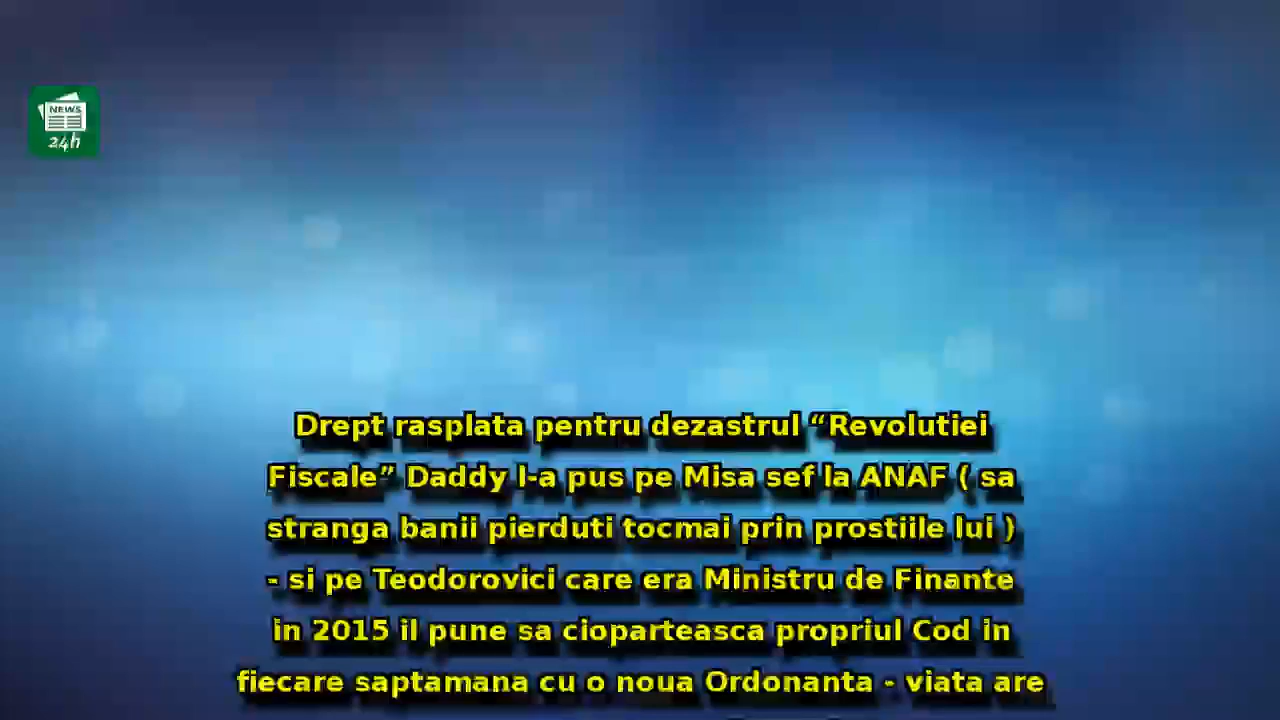 NEWS
24h
Drept rasplata pentru dezastrul “Revolutiei
Fiscale” Daddy l-a pus pe Misa sef la ANAF ( sa
stranga banii pierduti tocmai prin prostiile lui )
- si pe Teodorovici care era Ministru de Finante
in 2015 il pune sa cioparteasca propriul Cod in
fiecare saptamana cu o noua Ordonanta - viata are